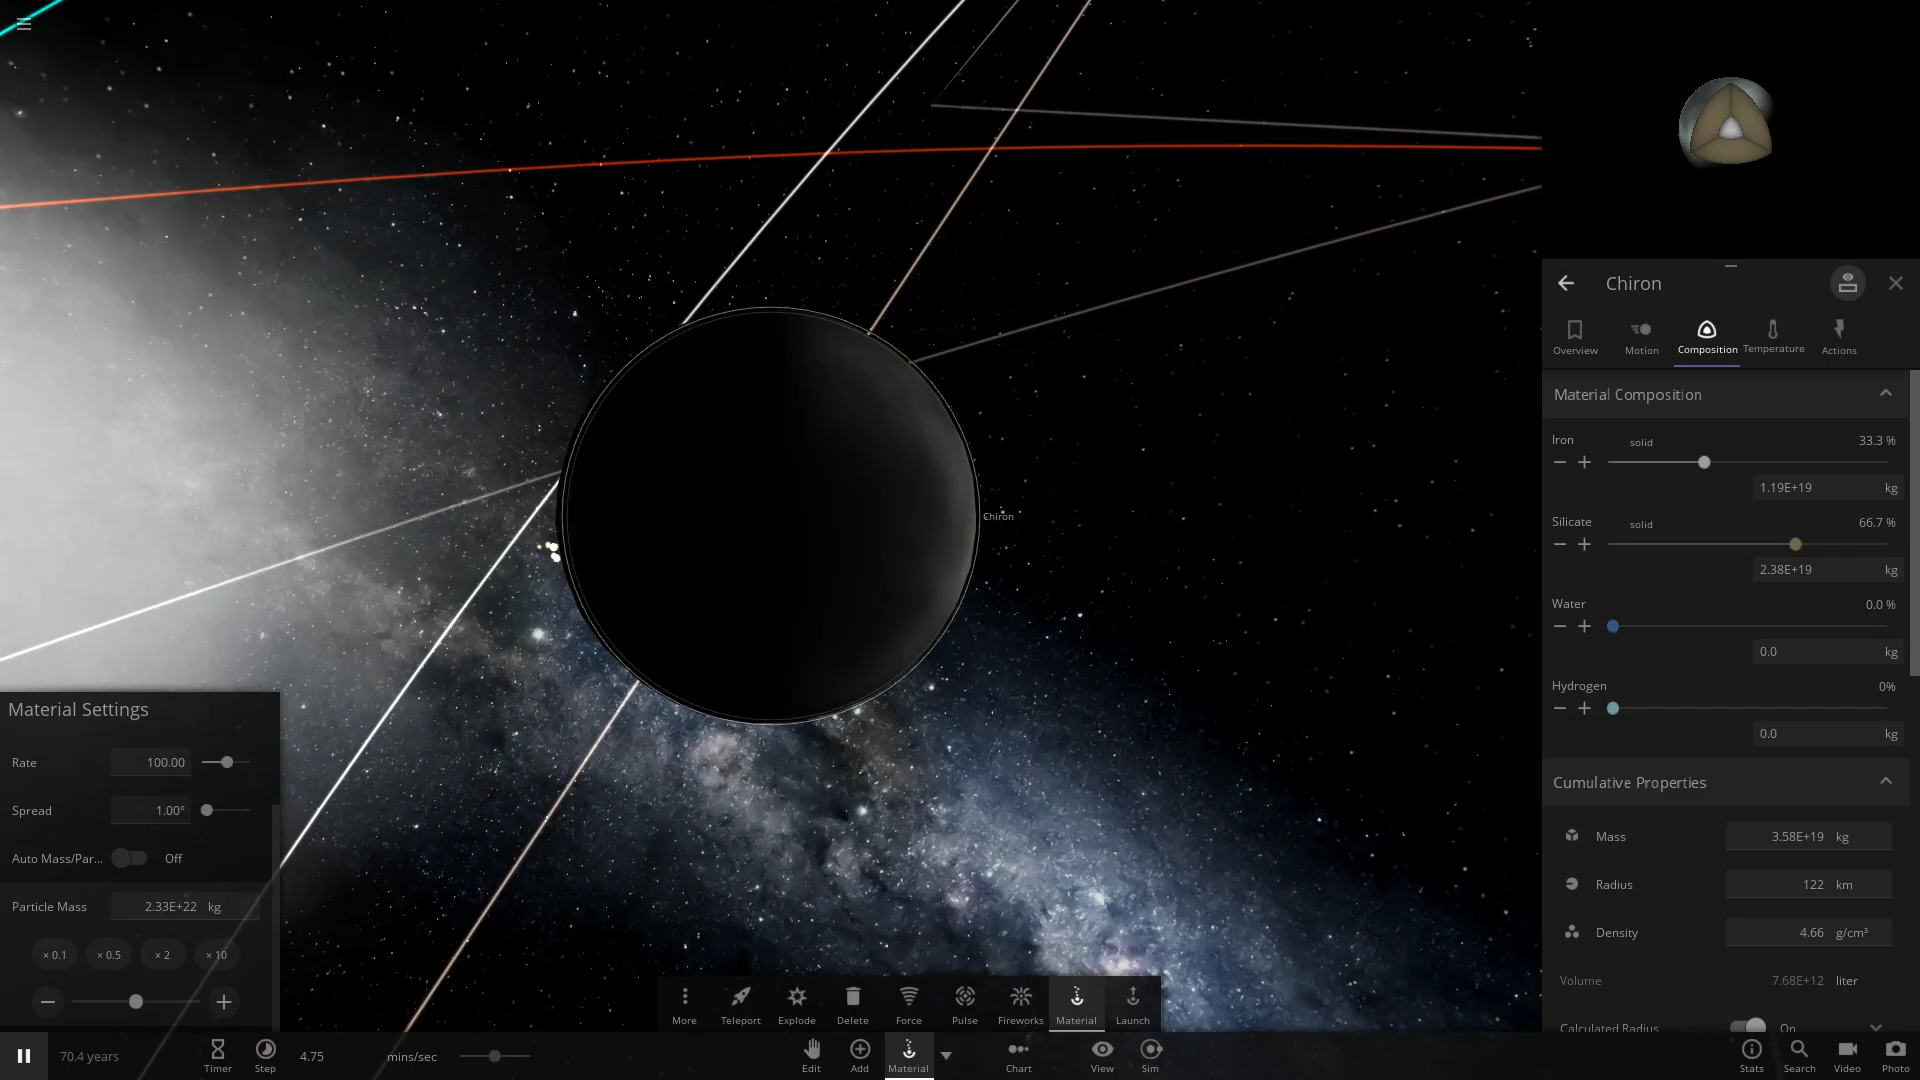 Chiron
Overview
Motion
Composition
Temperature
Actions
Material Composition
Iron
solid
33.3 %
1.19E+19 kg
Silicate
solid
66.7 %
2.38E+19 kg
Water
0.0 %
0.0 kg
Hydrogen
0%
0.0 kg
Cumulative Properties
Mass 3.58E+19 kg
Radius 122 km
Density 4.66 g/cm³
Volume 7.68E+12 liter
Calculated Radius On
Chiron
Material Settings
Rate 100.00
Spread 1.00°
Auto Mass/Par... Off
Particle Mass 2.33E+22 kg
× 0.1 × 0.5 × 2 × 10
More Teleport Explode Delete Force Pulse Fireworks Material Launch
70.4 years
Timer
Step
4.75 mins/sec
Edit
Add
Material
Chart
View
Sim
Stats
Search
Video
Photo